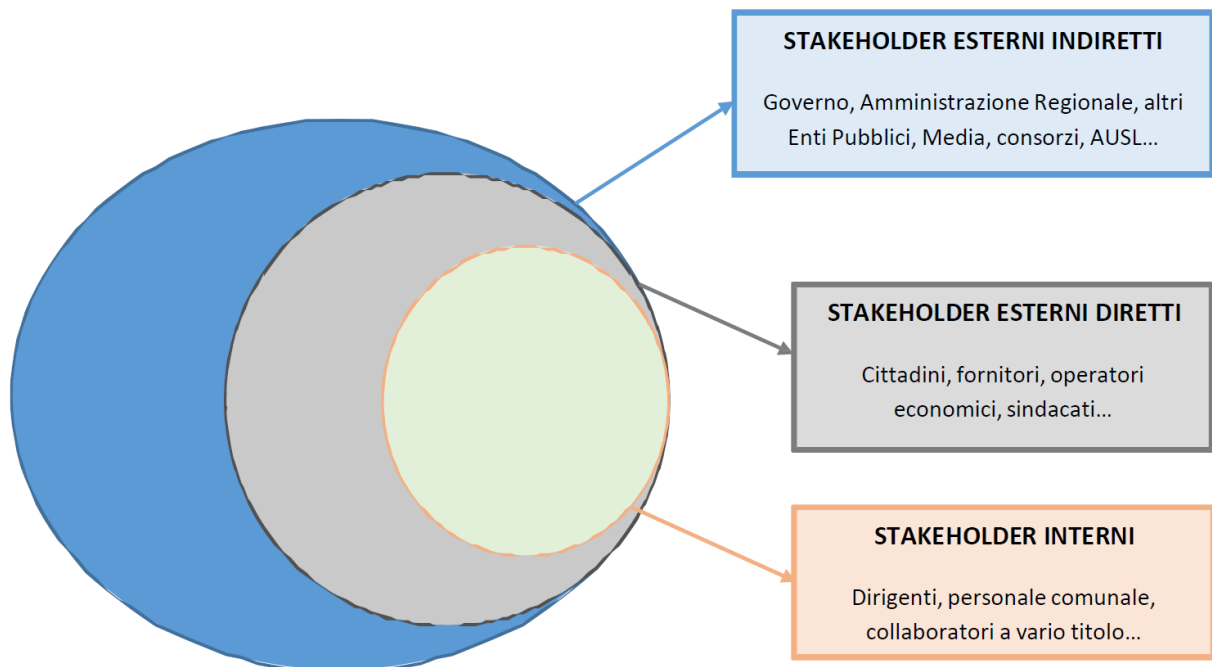 STAKEHOLDER ESTERNI INDIRETTI
Governo, Amministrazione Regionale, altri
Enti Pubblici, Media, consorzi, AUSL...
STAKEHOLDER ESTERNI DIRETTI
Cittadini, fornitori, operatori
economici, sindacati...
STAKEHOLDER INTERNI
Dirigenti, personale comunale,
collaboratori a vario titolo...